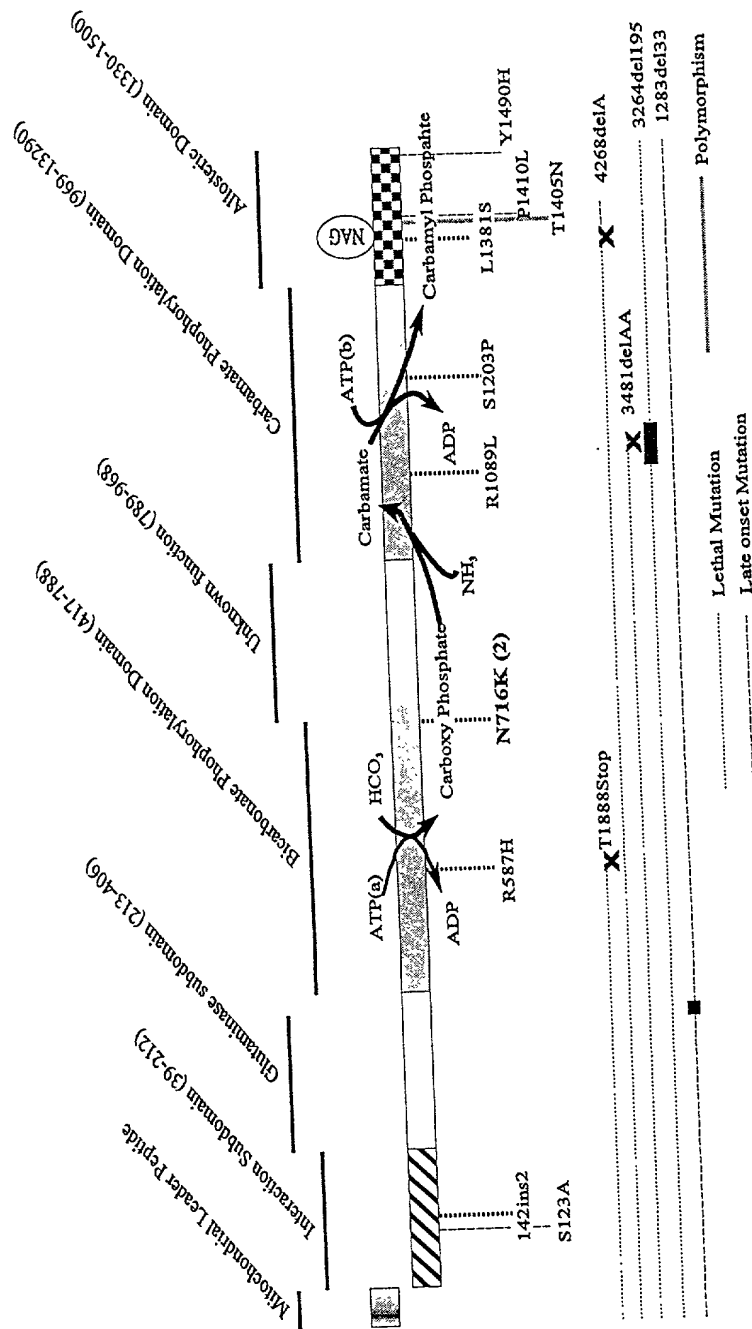 Mitochondrial Leader Peptide
Interaction Subdomain (39-212)
Glutaminase subdomain (213-406)
Bicarbonate Phophorylation Domain (417-788)
Unknown function (789-968)
Carbamate Phophorylation Domain (969-13290)
Allosteric Domain (1330-1500)
NAG
ATP(a)
HCO3
Carbamate
ATP(b)
ADP
Carboxy Phosphate
NH3
ADP
Carbamyl Phospahte
142ins2
S123A
R587H
N716K (2)
R1089L
S1203P
L1381S
P1410L
T1405N
Y1490H
T1888Stop
4268delA
3481delAA
3264del195
1283del33
Lethal Mutation
Late onset Mutation
Polymorphism